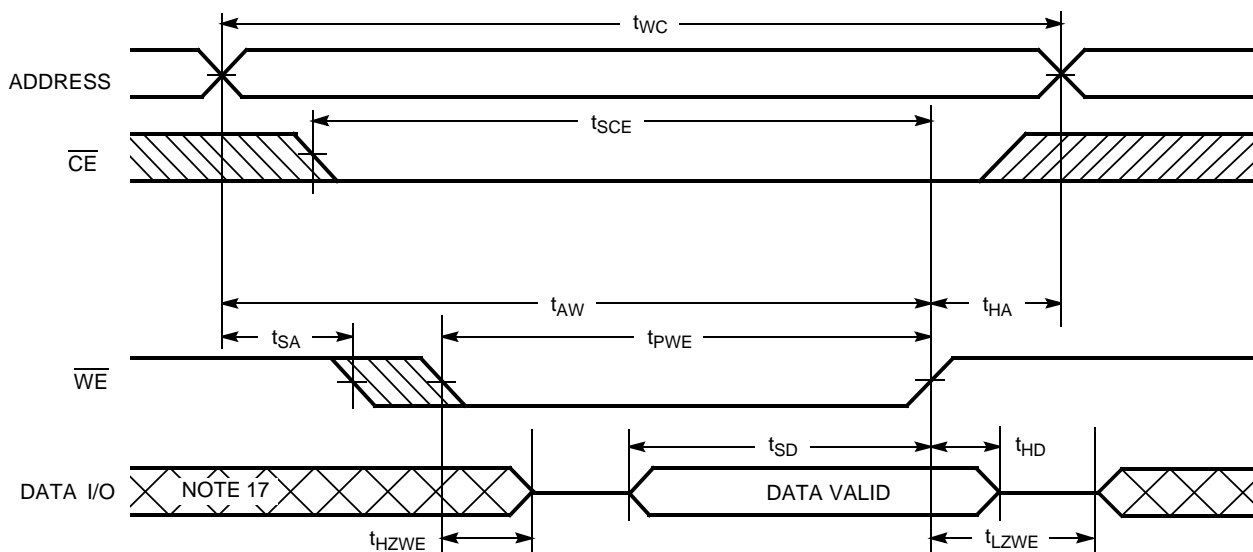 tWC
ADDRESS
tSCE
CE
tAW
tHA
tSA
tPWE
WE
tSD
tHD
DATA I/O
NOTE 17
DATA VALID
tHZWE
tLZWE